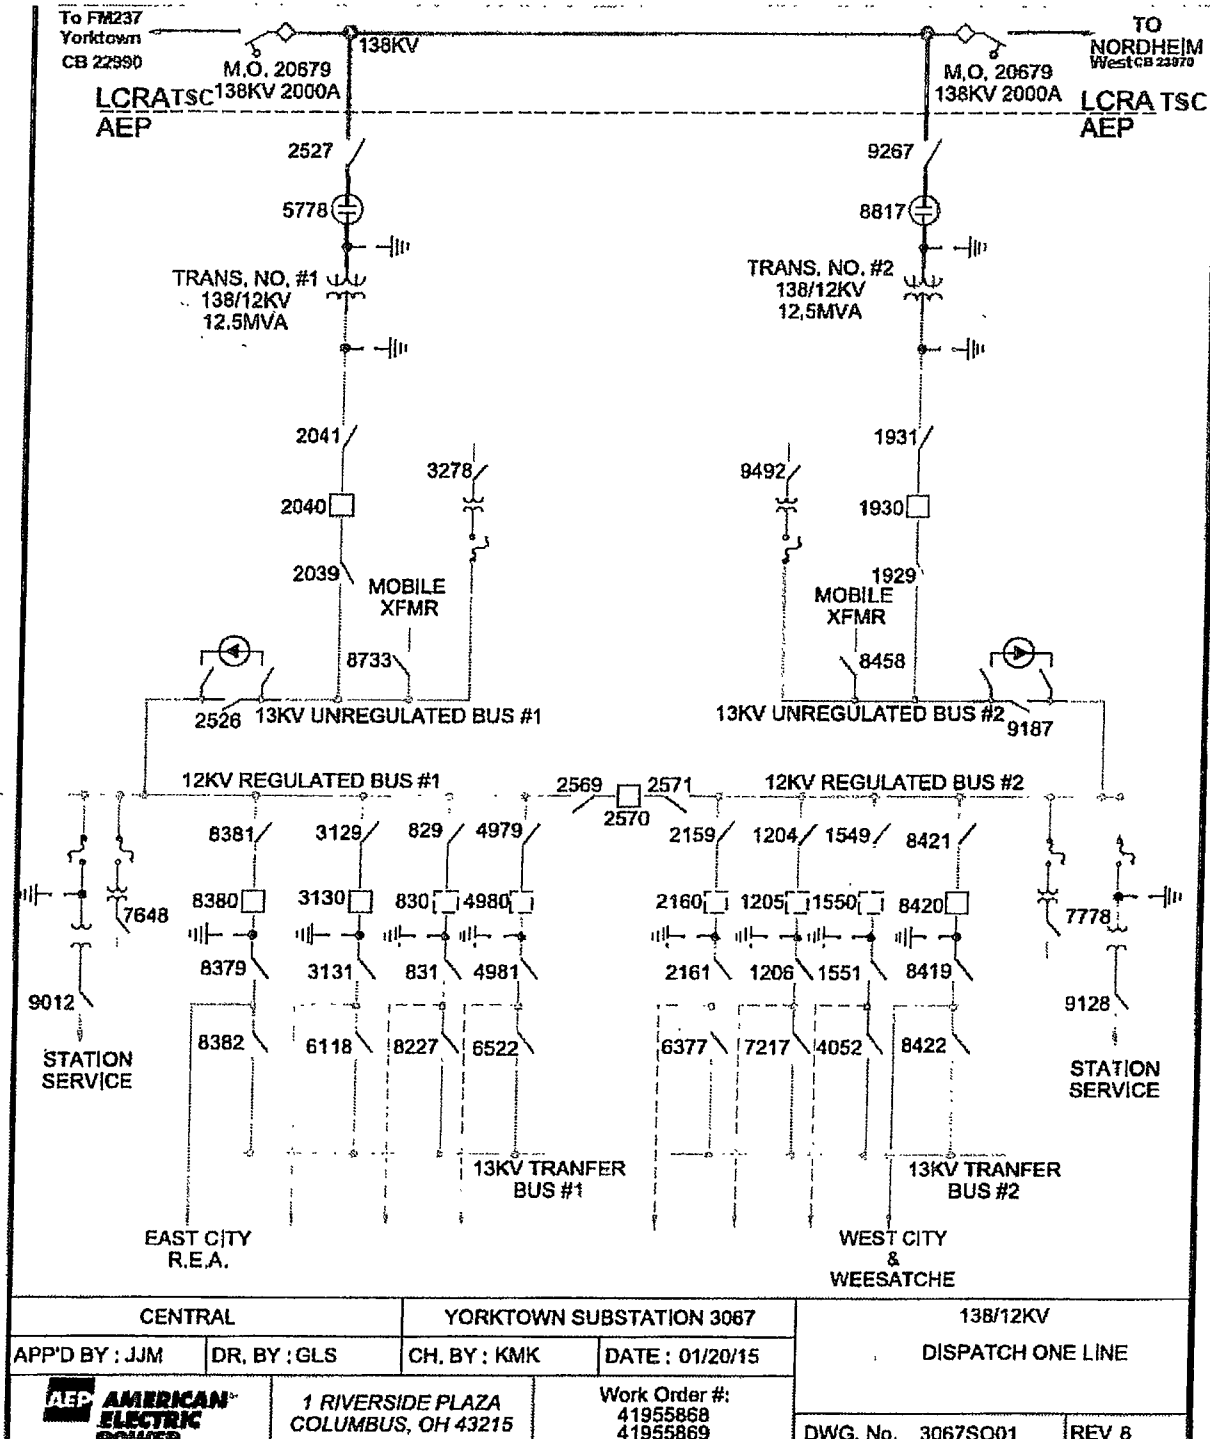 To FM237
Yorktown
CB 22990
138KV
TO
NORDHEIM
West CB 23970
M.O. 20679
138KV 2000A
M.O. 20679
138KV 2000A
LCRA TSC
AEP
LCRA TSC
AEP
2527
9267
5778
8817
TRANS. NO. #1
138/12KV
12.5MVA
TRANS. NO. #2
138/12KV
12,5MVA
2041
3278
9492
1931
2040
1930
2039
1929
MOBILE
XFMR
MOBILE
XFMR
8733
8458
2526
13KV UNREGULATED BUS #1
13KV UNREGULATED BUS #2
9187
12KV REGULATED BUS #1
2569
2571
12KV REGULATED BUS #2
2570
8381
3129
829
4979
2159
1204
1549
8421
8380
3130
830
4980
2160
1205
1550
8420
7648
7778
8379
3131
831
4981
2161
1206
1551
8419
9012
9128
8382
6118
8227
6522
6377
7217
4052
8422
STATION
SERVICE
STATION
SERVICE
13KV TRANFER
BUS #1
13KV TRANFER
BUS #2
EAST CITY
R.E.A.
WEST CITY
&
WEESATCHE
CENTRAL
YORKTOWN SUBSTATION 3067
138/12KV
DISPATCH ONE LINE
APP'D BY : JJM
DR. BY : GLS
CH. BY : KMK
DATE : 01/20/15
AEP AMERICAN
ELECTRIC
POWER
1 RIVERSIDE PLAZA
COLUMBUS, OH 43215
Work Order #:
41955868
41955869
DWG. No. 3067SO01
REV 8